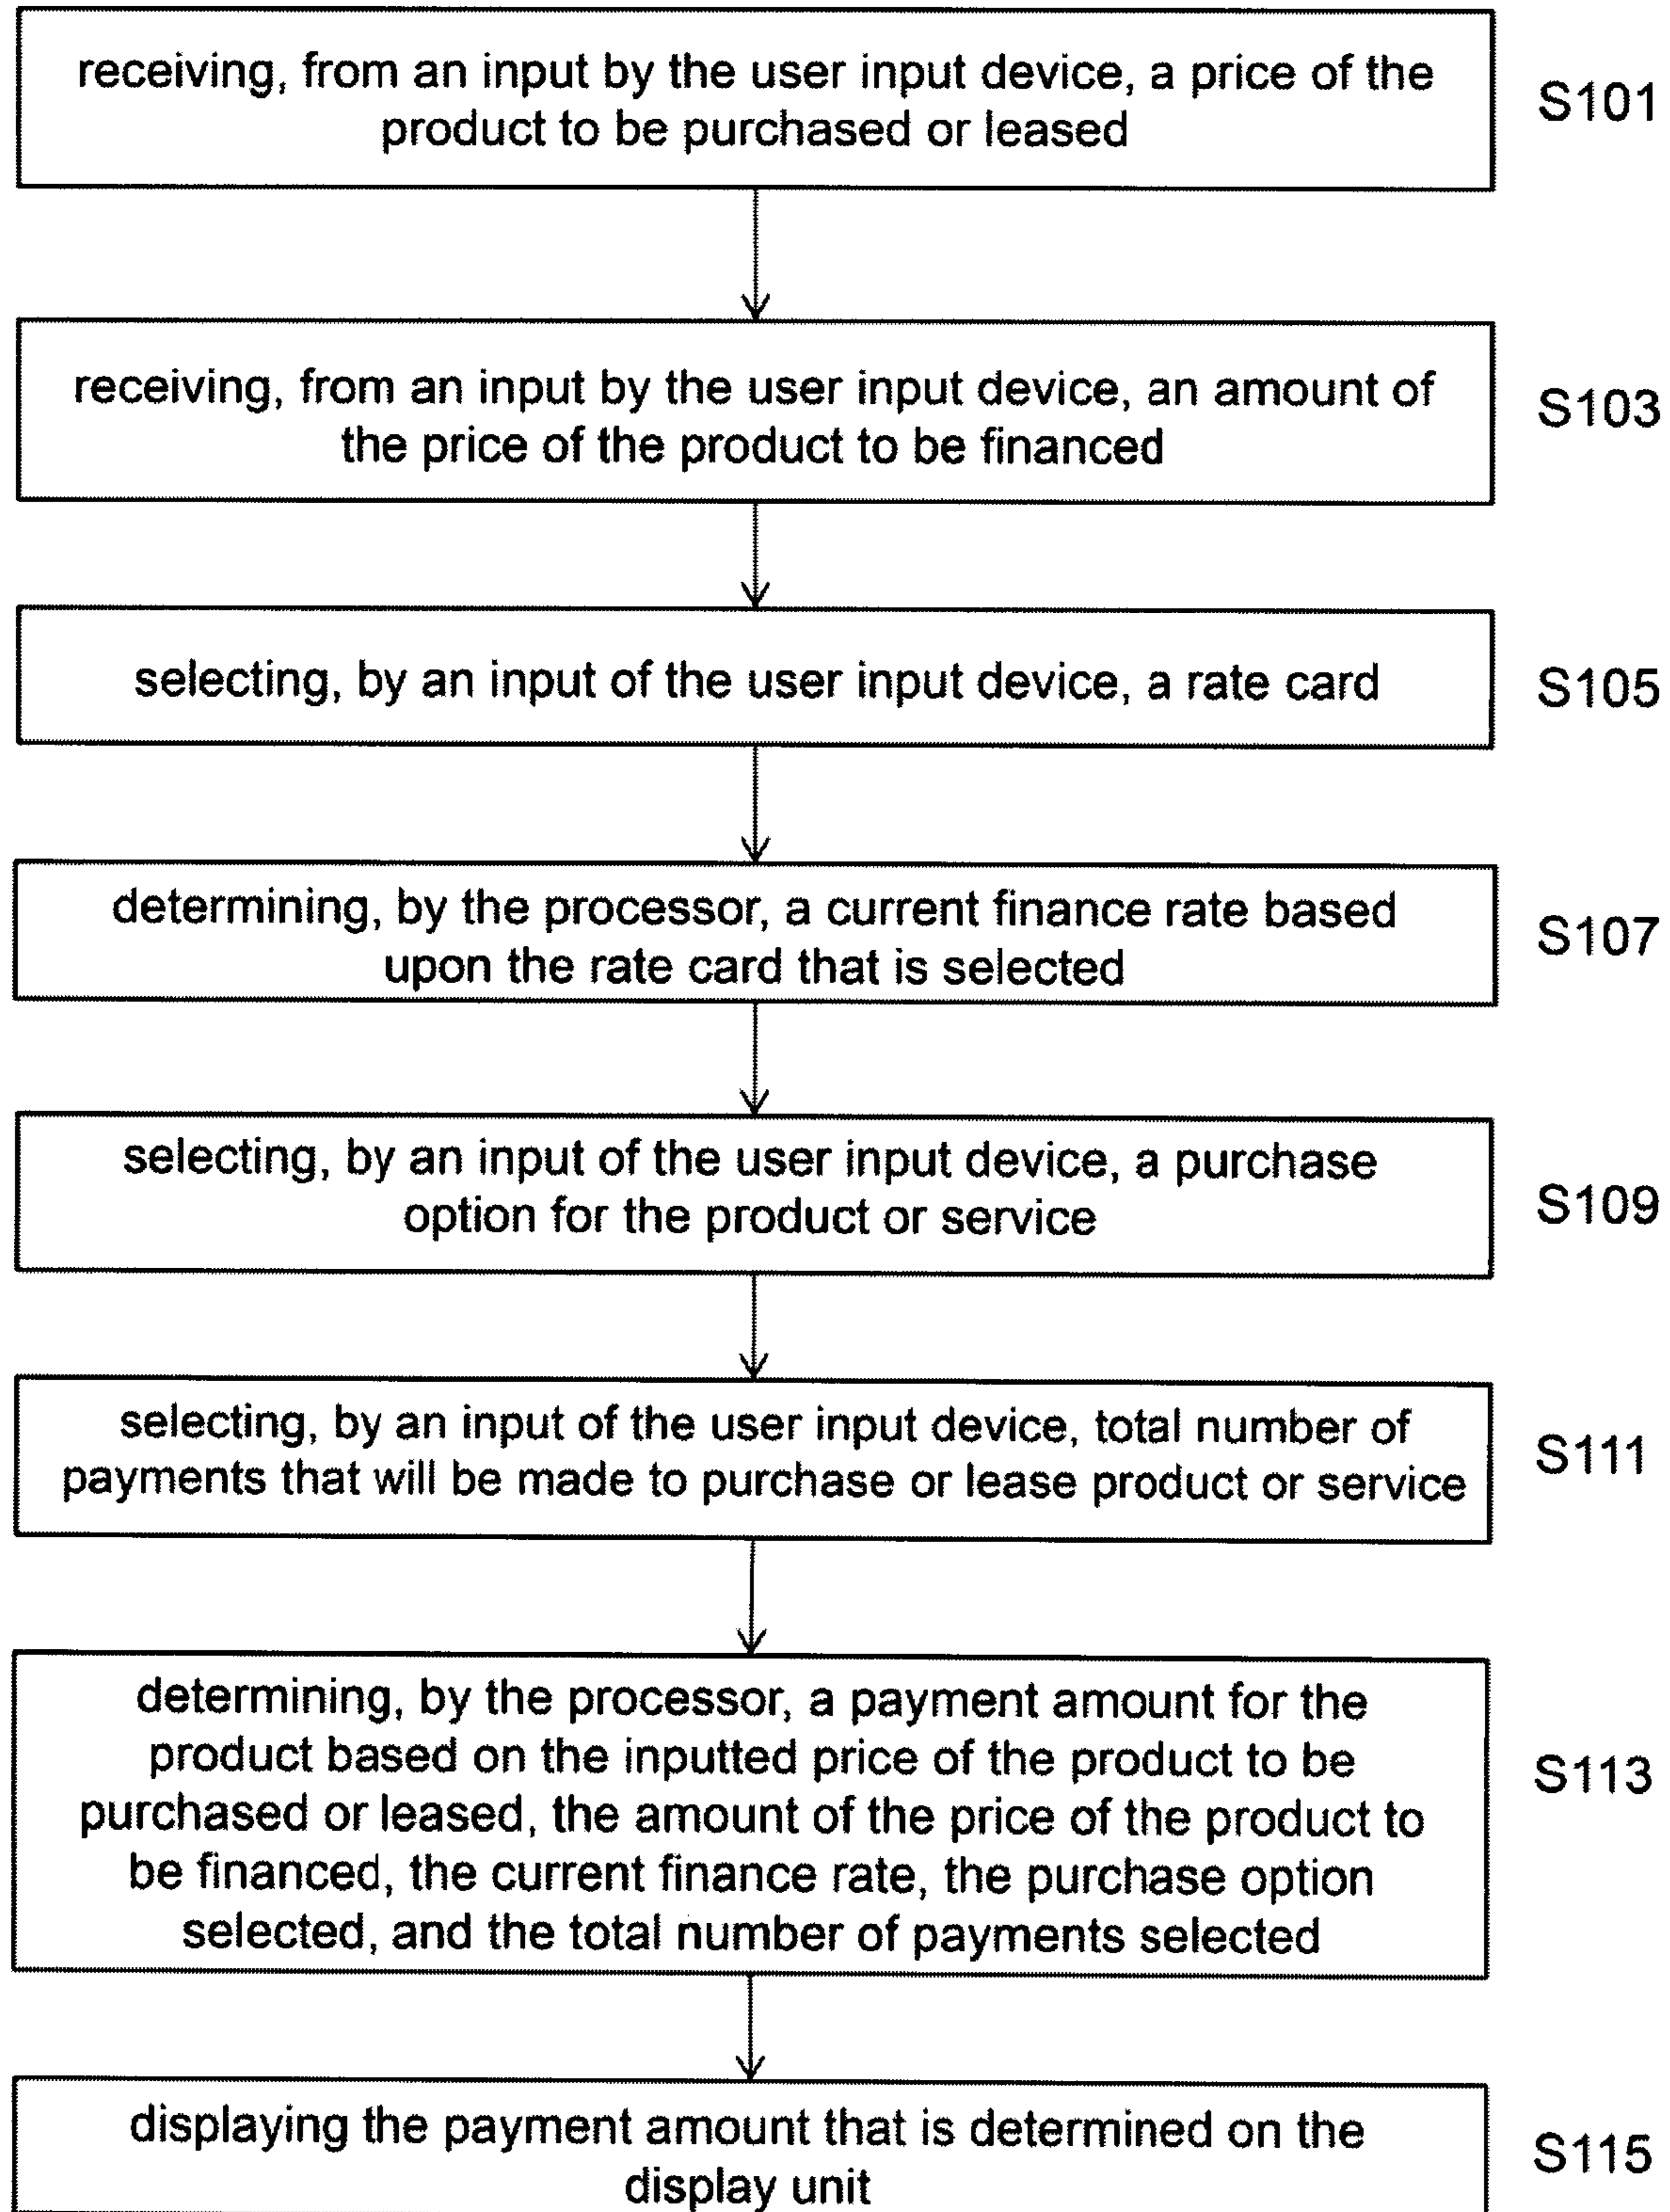 receiving, from an input by the user input device, a price of the
product to be purchased or leased
S101
receiving, from an input by the user input device, an amount of
the price of the product to be financed
S103
selecting, by an input of the user input device, a rate card
S105
determining, by the processor, a current finance rate based
upon the rate card that is selected
S107
selecting, by an input of the user input device, a purchase
option for the product or service
S109
selecting, by an input of the user input device, total number of
payments that will be made to purchase or lease product or service
S111
determining, by the processor, a payment amount for the
product based on the inputted price of the product to be
purchased or leased, the amount of the price of the product to
be financed, the current finance rate, the purchase option
selected, and the total number of payments selected
S113
displaying the payment amount that is determined on the
display unit
S115